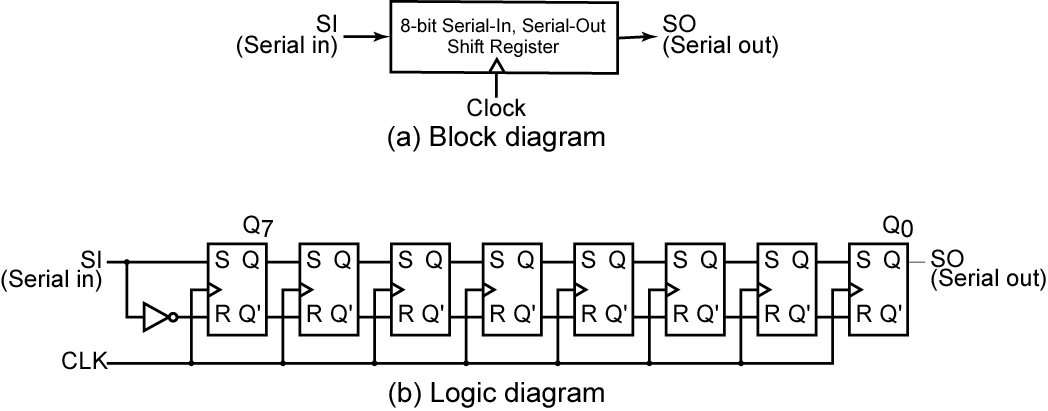 SI
(Serial in)
8-bit Serial-In, Serial-Out
Shift Register
SO
(Serial out)
Clock
(a) Block diagram
Q7
Q0
SI
(Serial in)
S Q S Q S Q S Q S Q S Q S Q S Q
SO
(Serial out)
R Q' R Q' R Q' R Q' R Q' R Q' R Q' R Q'
CLK
(b) Logic diagram